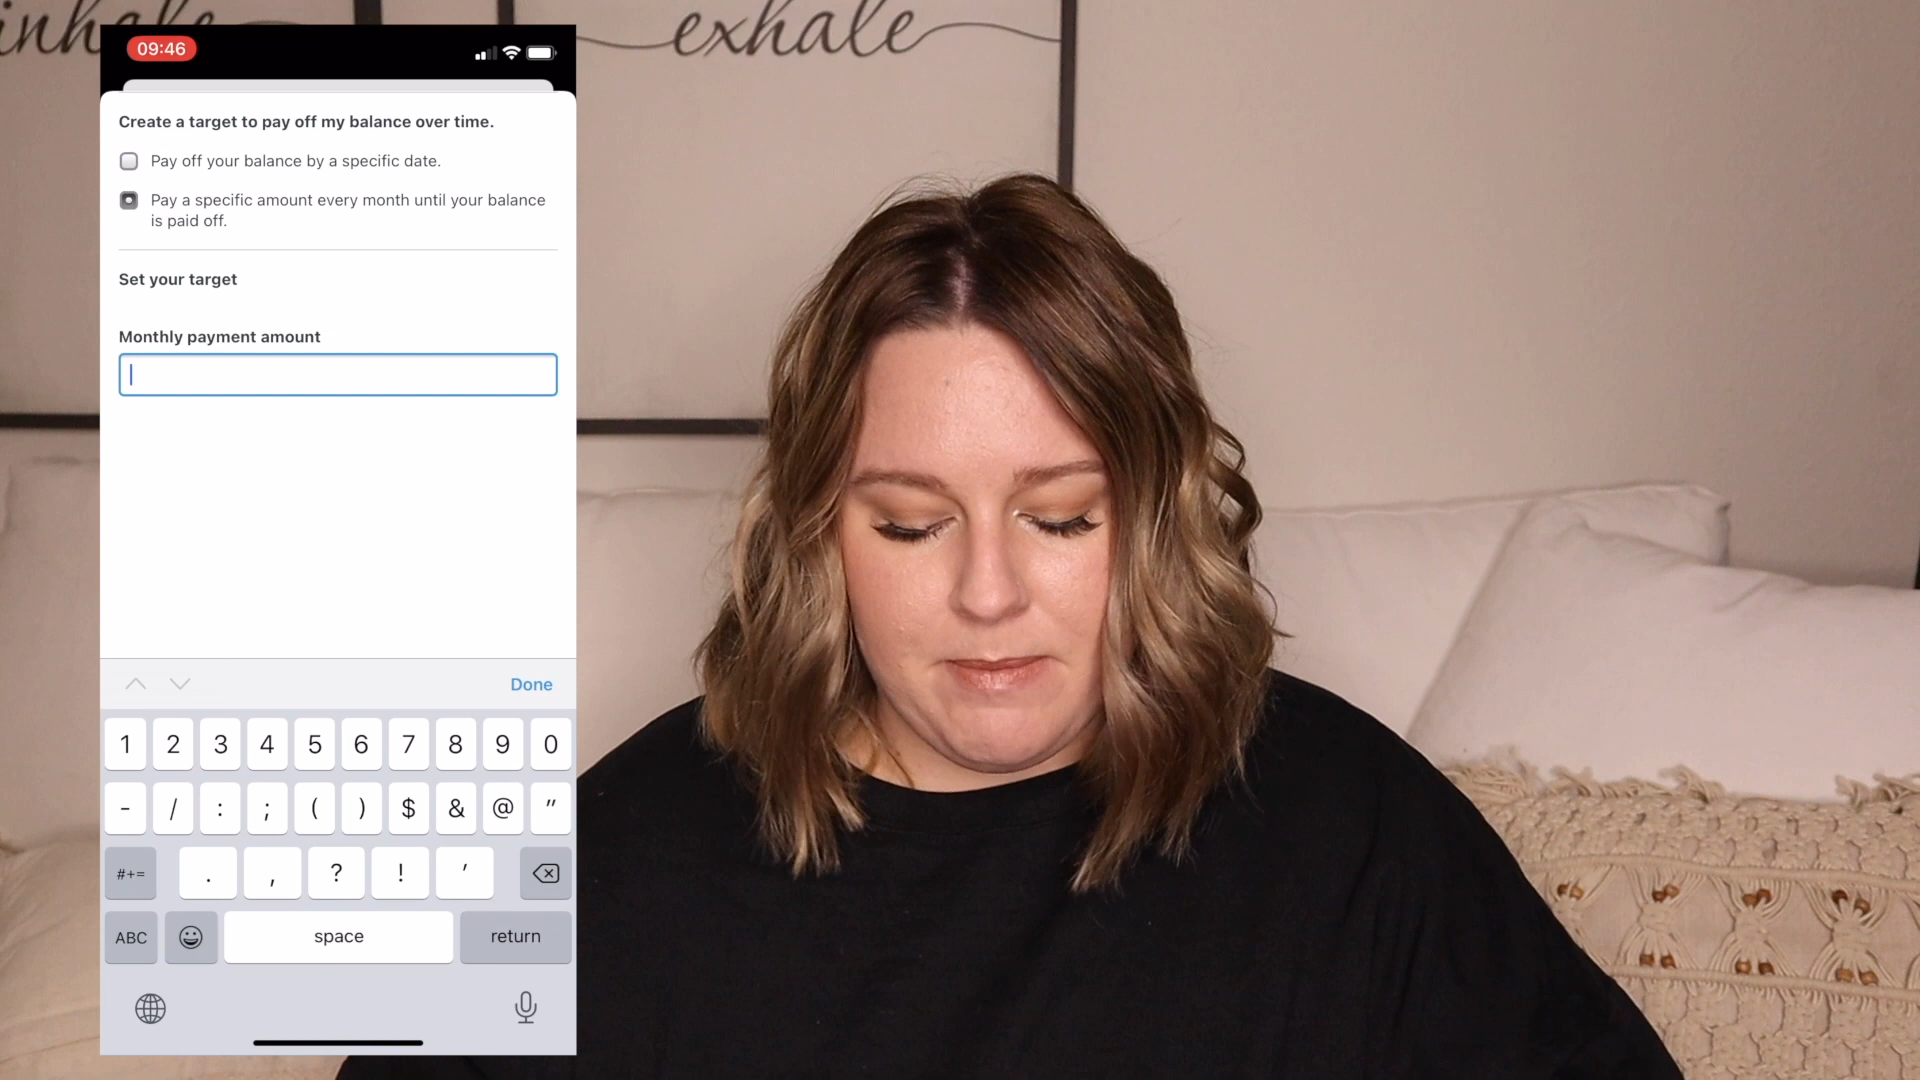 inh
exhale
09:46
Create a target to pay off my balance over time.
Pay off your balance by a specific date.
Pay a specific amount every month until your balance
is paid off.
Set your target
Monthly payment amount
Done
1 2 3 4 5 6 7 8 9 0
- / : ; ( ) $ & @ "
#+= . , ? ! '
ABC space return